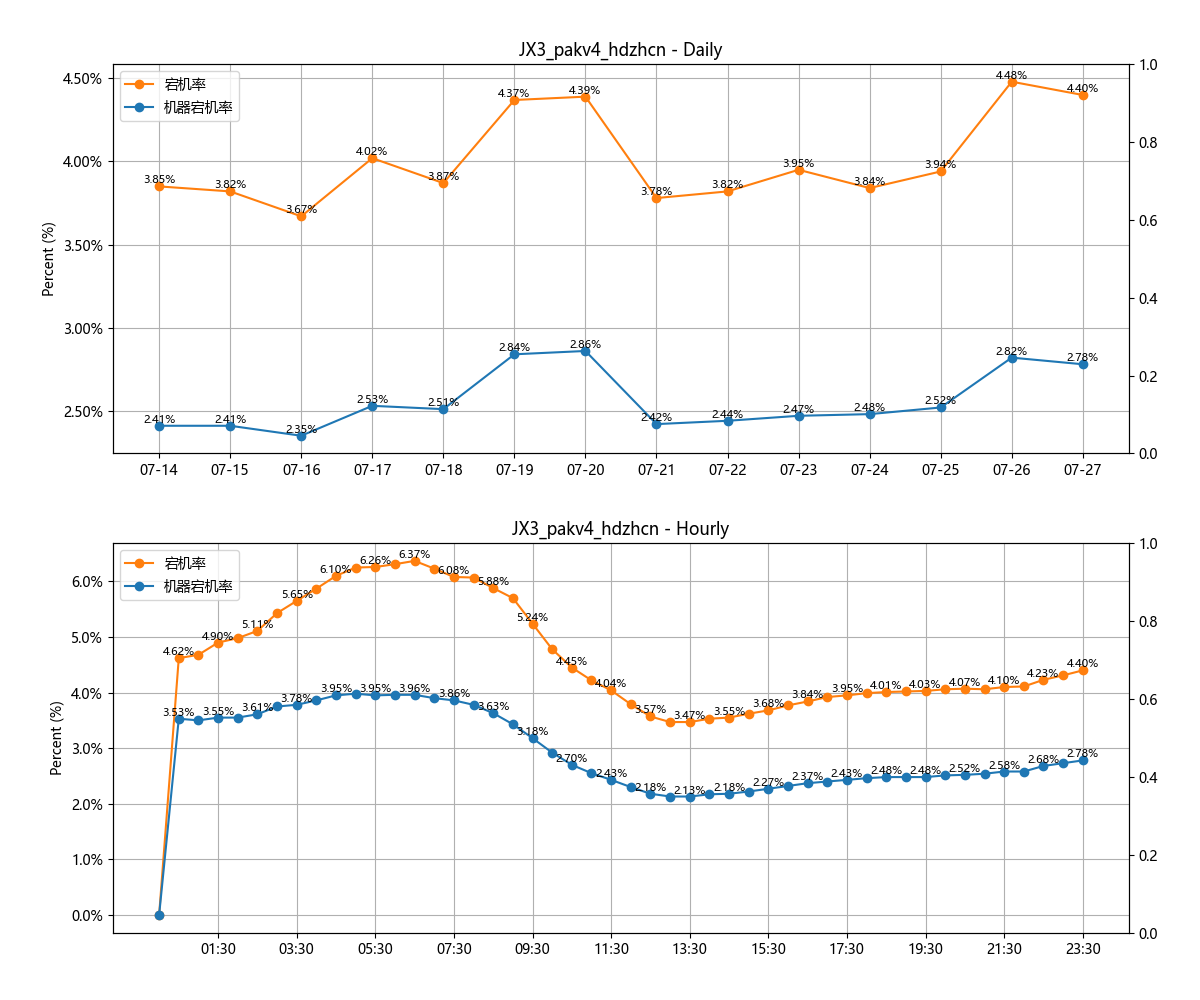 JX3_pakv4_hdzhcn - Daily
宕机率
机器宕机率
Percent (%)
4.50%
4.00%
3.50%
3.00%
2.50%
1.0
0.8
0.6
0.4
0.2
0.0
3.85% 3.82% 3.67% 4.02% 3.87% 4.37% 4.39% 3.78% 3.82% 3.95% 3.84% 3.94% 4.48% 4.40%
2.41% 2.41% 2.35% 2.53% 2.51% 2.84% 2.86% 2.42% 2.44% 2.47% 2.48% 2.52% 2.82% 2.78%
07-14 07-15 07-16 07-17 07-18 07-19 07-20 07-21 07-22 07-23 07-24 07-25 07-26 07-27
JX3_pakv4_hdzhcn - Hourly
宕机率
机器宕机率
Percent (%)
6.0%
5.0%
4.0%
3.0%
2.0%
1.0%
0.0%
1.0
0.8
0.6
0.4
0.2
0.0
4.62% 4.90% 5.11% 5.65% 6.10% 6.26% 6.37% 6.08% 5.88% 5.24% 4.45% 4.04% 3.57% 3.47% 3.55% 3.68% 3.84% 3.95% 4.01% 4.03% 4.07% 4.10% 4.23% 4.40%
3.53% 3.55% 3.61% 3.78% 3.95% 3.95% 3.96% 3.86% 3.63% 3.18% 2.70% 2.43% 2.18% 2.13% 2.18% 2.27% 2.37% 2.43% 2.48% 2.48% 2.52% 2.58% 2.68% 2.78%
01:30 03:30 05:30 07:30 09:30 11:30 13:30 15:30 17:30 19:30 21:30 23:30